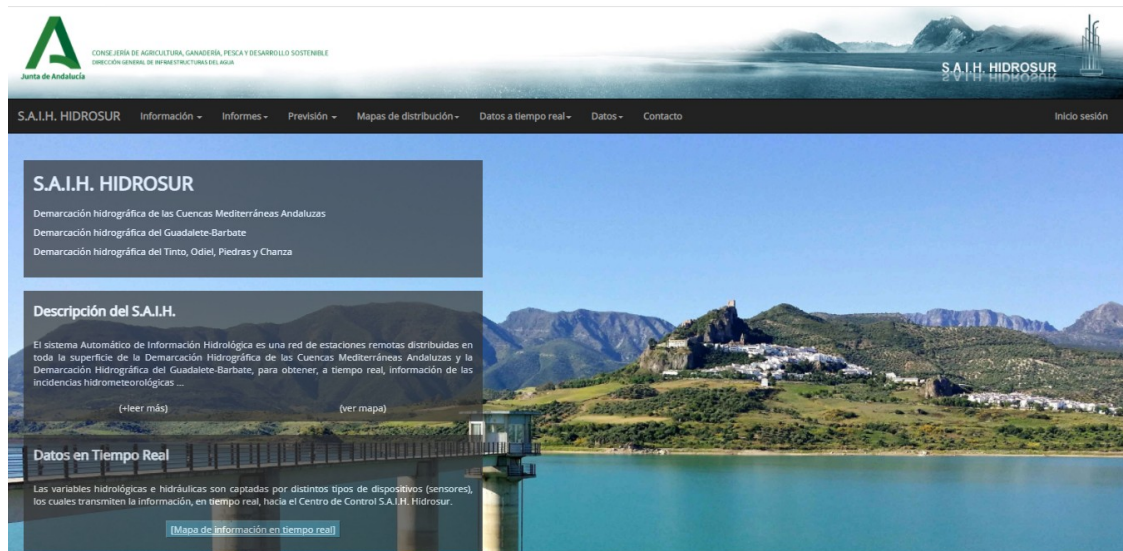 Junta de Andalucía
CONSEJERÍA DE AGRICULTURA, GANADERÍA, PESCA Y DESARROLLO SOSTENIBLE
DIRECCIÓN GENERAL DE INFRAESTRUCTURAS DEL AGUA
S.A.I.H. HIDROSUR
S.A.I.H. HIDROSUR Información Informes Previsión Mapas de distribución Datos a tiempo real Datos Contacto Inicio sesión
S.A.I.H. HIDROSUR
Demarcación hidrográfica de las Cuencas Mediterráneas Andaluzas
Demarcación hidrográfica del Guadalete-Barbate
Demarcación hidrográfica del Tinto, Odiel, Piedras y Chanza
Descripción del S.A.I.H.
El sistema Automático de Información Hidrológica es una red de estaciones remotas distribuidas en
toda la superficie de la Demarcación Hidrográfica de las Cuencas Mediterráneas Andaluzas y la
Demarcación Hidrográfica del Guadalete-Barbate, para obtener, a tiempo real, información de las
incidencias hidrometeorológicas ...
(+leer más) (ver mapa)
Datos en Tiempo Real
Las variables hidrológicas e hidráulicas son captadas por distintos tipos de dispositivos (sensores),
los cuales transmiten la información, en tiempo real, hacia el Centro de Control S.A.I.H. Hidrosur.
[Mapa de información en tiempo real]